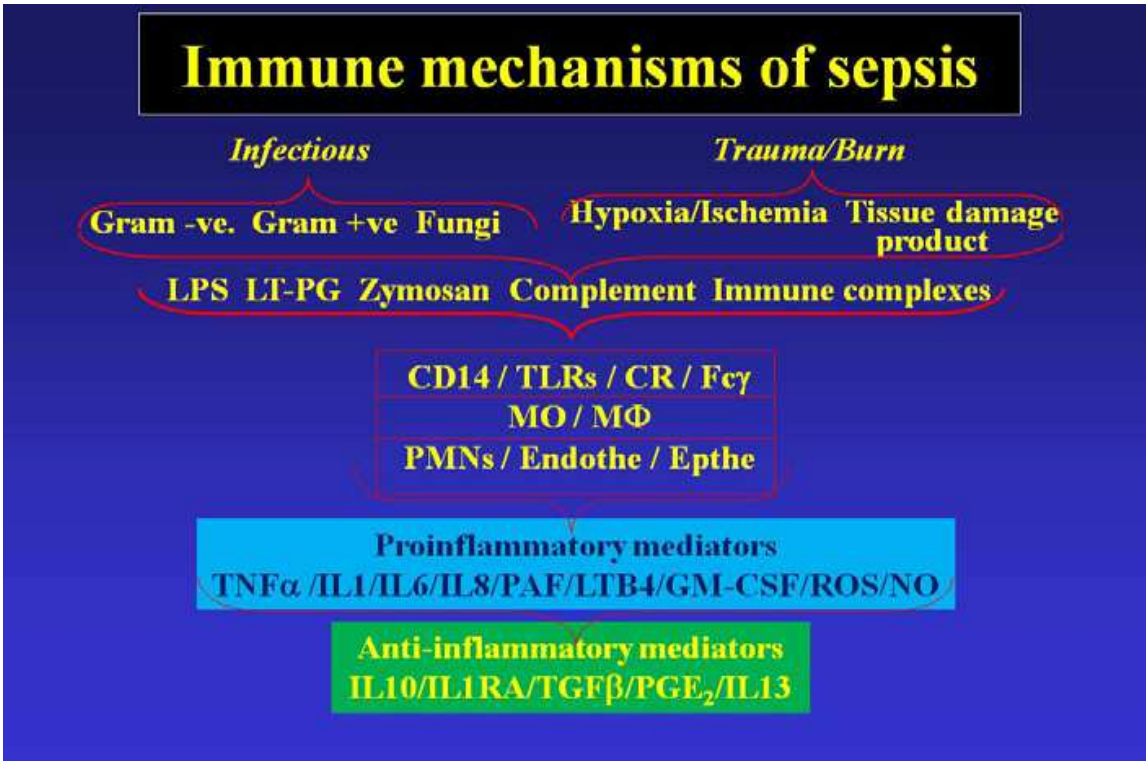 Immune mechanisms of sepsis
Infectious Trauma/Burn
Gram -ve. Gram +ve Fungi Hypoxia/Ischemia Tissue damage
product
LPS LT-PG Zymosan Complement Immune complexes
CD14 / TLRs / CR / Fcγ
MO / MΦ
PMNs / Endothe / Epthe
Proinflammatory mediators
TNFα /IL1/IL6/IL8/PAF/LTB4/GM-CSF/ROS/NO
Anti-inflammatory mediators
IL10/IL1RA/TGFβ/PGE₂/IL13